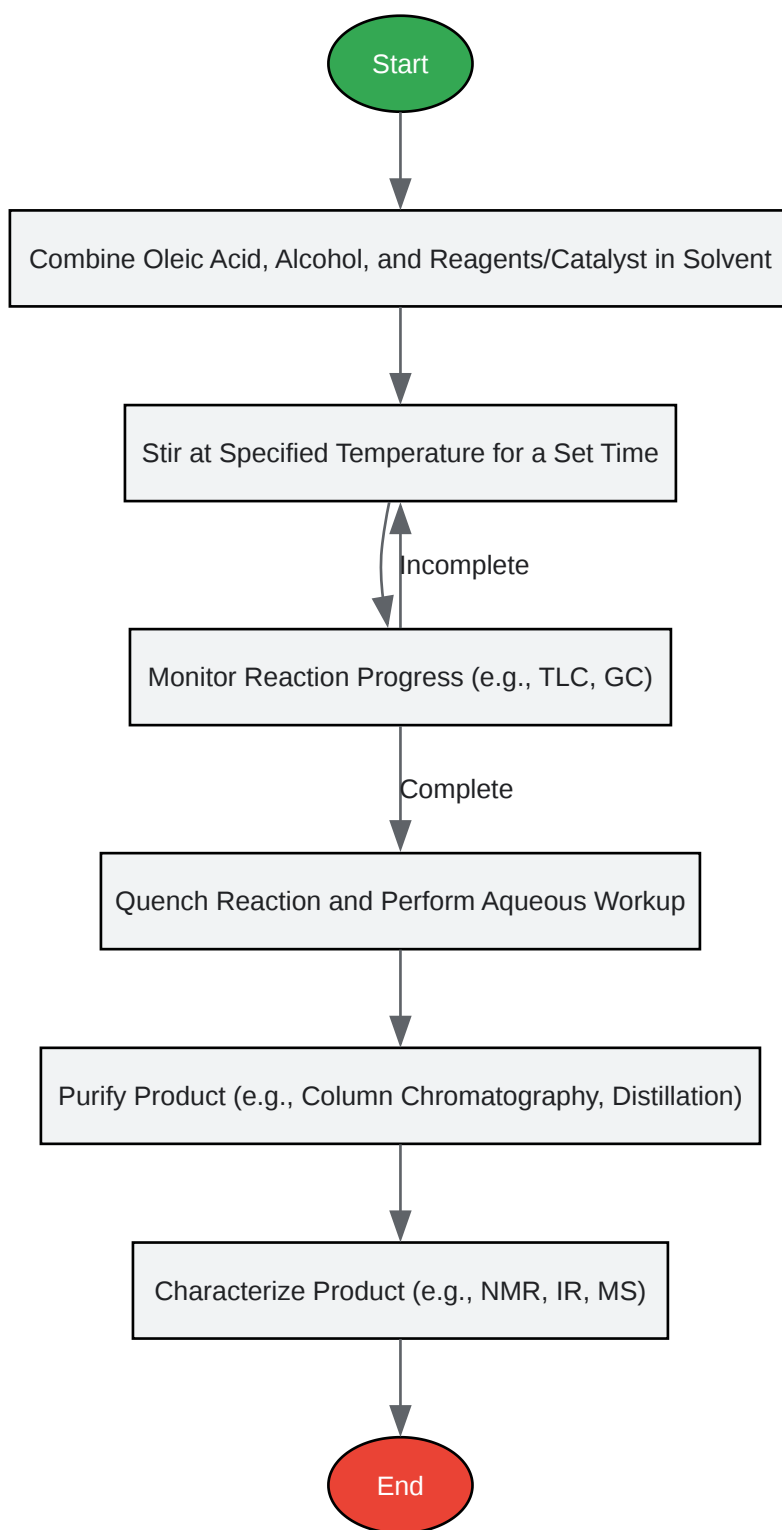 Start
Combine Oleic Acid, Alcohol, and Reagents/Catalyst in Solvent
Stir at Specified Temperature for a Set Time
Incomplete
Monitor Reaction Progress (e.g., TLC, GC)
Complete
Quench Reaction and Perform Aqueous Workup
Purify Product (e.g., Column Chromatography, Distillation)
Characterize Product (e.g., NMR, IR, MS)
End